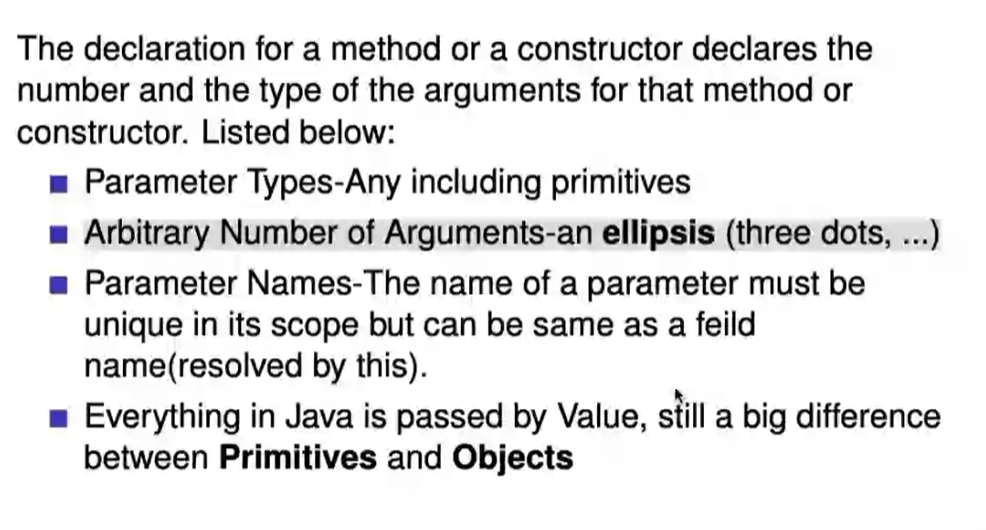 The declaration for a method or a constructor declares the
number and the type of the arguments for that method or
constructor. Listed below:
Parameter Types-Any including primitives
Arbitrary Number of Arguments-an ellipsis (three dots, ...)
Parameter Names-The name of a parameter must be
unique in its scope but can be same as a feild
name(resolved by this).
Everything in Java is passed by Value, still a big difference
between Primitives and Objects